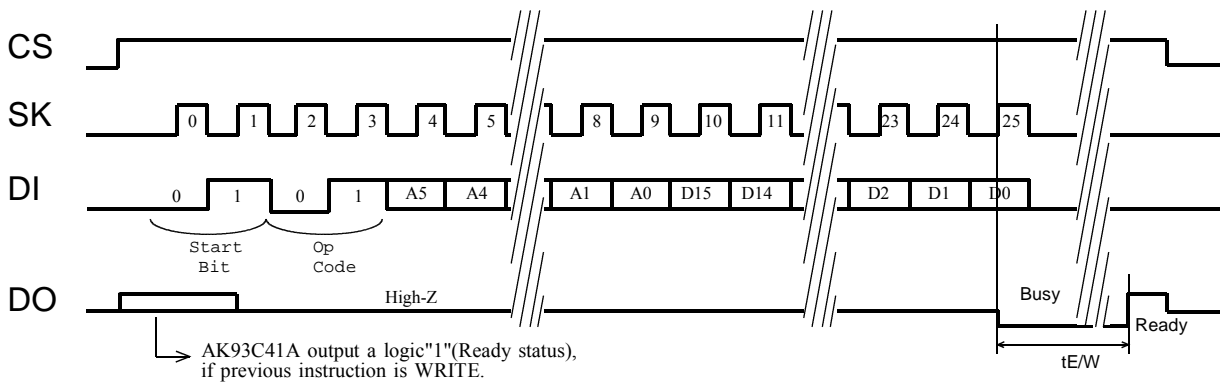 CS
SK
0 1 2 3 4 5 8 9 10 11 23 24 25
DI
0 1 0 1 A5 A4 A1 A0 D15 D14 D2 D1 D0
Start
Bit
Op
Code
DO
High-Z
Busy
Ready
tE/W
AK93C41A output a logic"1"(Ready status),
if previous instruction is WRITE.